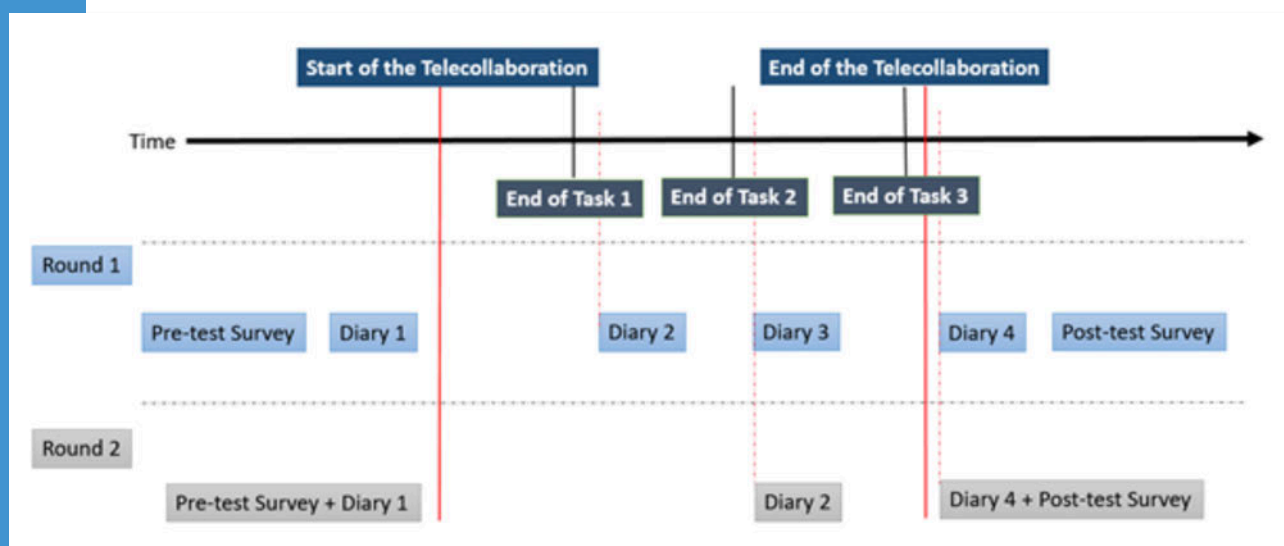 Start of the Telecollaboration
End of the Telecollaboration
Time
End of Task 1
End of Task 2
End of Task 3
Round 1
Pre-test Survey
Diary 1
Diary 2
Diary 3
Diary 4
Post-test Survey
Round 2
Pre-test Survey + Diary 1
Diary 2
Diary 4 + Post-test Survey